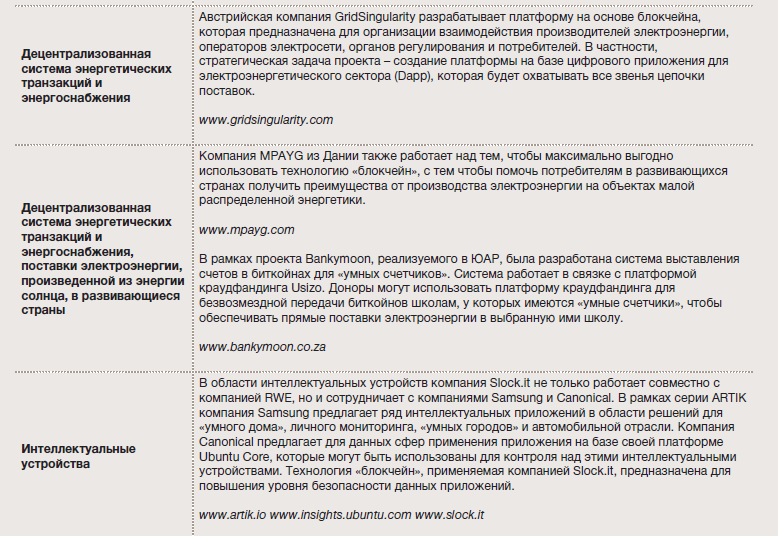 Децентрализованная
система энергетических
транзакций и
энергоснабжения
Австрийская компания GridSingularity разрабатывает платформу на основе блокчейна,
которая предназначена для организации взаимодействия производителей электроэнергии,
операторов электросети, органов регулирования и потребителей. В частности,
стратегическая задача проекта – создание платформы на базе цифрового приложения для
электроэнергетического сектора (Dapp), которая будет охватывать все звенья цепочки
поставок.
www.gridsingularity.com
Децентрализованная
система энергетических
транзакций и
энергоснабжения,
поставки электроэнергии,
произведенной из энергии
солнца, в развивающиеся
страны
Компания MPAYG из Дании также работает над тем, чтобы максимально выгодно
использовать технологию «блокчейн», с тем чтобы помочь потребителям в развивающихся
странах получить преимущества от производства электроэнергии на объектах малой
распределенной энергетики.
www.mpayg.com
В рамках проекта Bankymoon, реализуемого в ЮАР, была разработана система выставления
счетов в биткойнах для «умных счетчиков». Система работает в связке с платформой
краудфандинга Usizo. Доноры могут использовать платформу краудфандинга для
безвозмездной передачи биткойнов школам, у которых имеются «умные счетчики», чтобы
обеспечивать прямые поставки электроэнергии в выбранную ими школу.
www.bankymoon.co.za
Интеллектуальные
устройства
В области интеллектуальных устройств компания Slock.it не только работает совместно с
компанией RWE, но и сотрудничает с компаниями Samsung и Canonical. В рамках серии ARTIK
компания Samsung предлагает ряд интеллектуальных приложений в области решений для
«умного дома», личного мониторинга, «умных городов» и автомобильной отрасли. Компания
Canonical предлагает для данных сфер применения приложения на базе своей платформе
Ubuntu Core, которые могут быть использованы для контроля над этими интеллектуальными
устройствами. Технология «блокчейн», применяемая компанией Slock.it, предназначена для
повышения уровня безопасности данных приложений.
www.artik.io www.insights.ubuntu.com www.slock.it